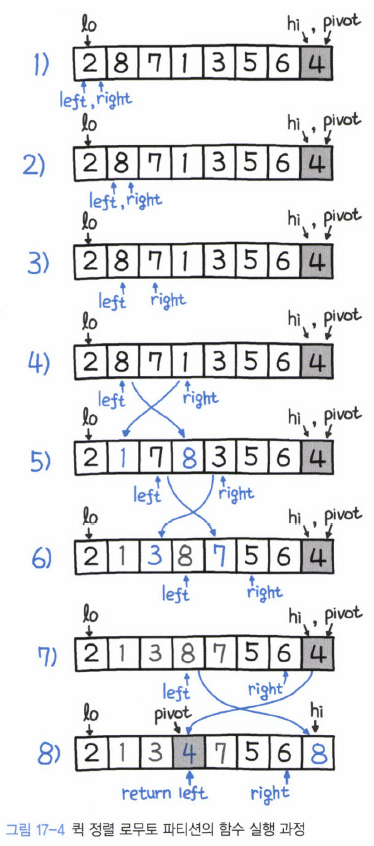 lo hi , pivot
1) 2 8 7 1 3 5 6 4
left, right
lo hi , pivot
2) 2 8 7 1 3 5 6 4
left, right
lo hi , pivot
3) 2 8 7 1 3 5 6 4
left right
lo hi , pivot
4) 2 8 7 1 3 5 6 4
left right
lo hi , pivot
5) 2 1 7 8 3 5 6 4
left right
lo hi , pivot
6) 2 1 3 8 7 5 6 4
left right
lo hi , pivot
7) 2 1 3 8 7 5 6 4
left right
lo pivot hi
8) 2 1 3 4 7 5 6 8
return left right
그림 17-4 퀵 정렬 로무토 파티션의 함수 실행 과정